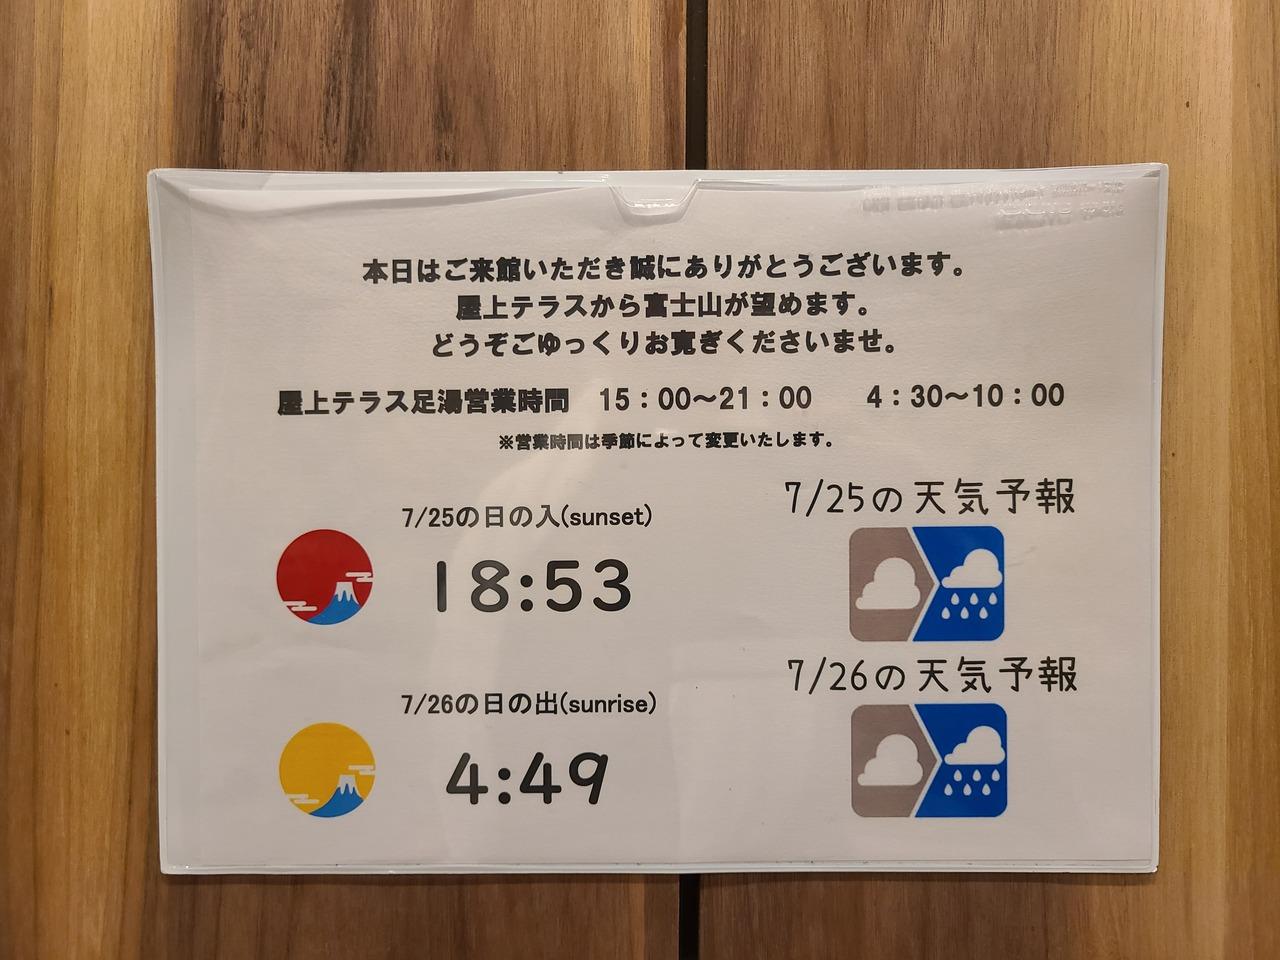 本日はご来館いただき誠にありがとうございます。
屋上テラスから富士山が望めます。
どうぞごゆっくりお寛ぎくださいませ。
屋上テラス足湯営業時間　15：00～21：00　　4：30～10：00
※営業時間は季節によって変更いたします。
7/25の日の入(sunset)
18:53
7/25の天気予報
7/26の日の出(sunrise)
4:49
7/26の天気予報